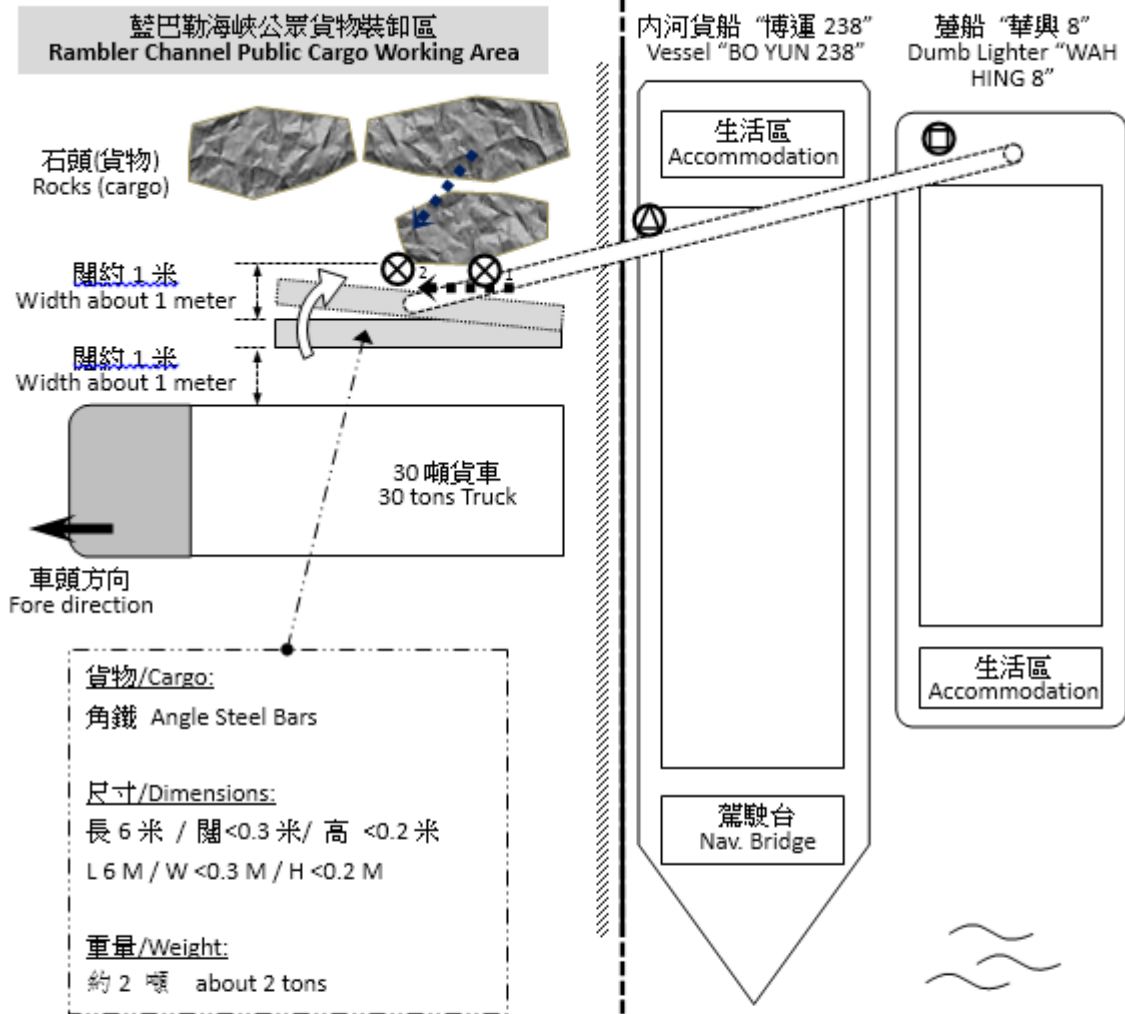 藍巴勒海峽公眾貨物裝卸區
Rambler Channel Public Cargo Working Area
內河貨船 “博運 238”
Vessel “BO YUN 238”
躉船 “華興 8”
Dumb Lighter “WAH
HING 8”
生活區
Accommodation
石頭(貨物)
Rocks (cargo)
2
1
闊約 1 米
Width about 1 meter
闊約 1 米
Width about 1 meter
30 噸貨車
30 tons Truck
車頭方向
Fore direction
貨物/Cargo:
角鐵 Angle Steel Bars
尺寸/Dimensions:
長 6 米 / 闊<0.3 米/ 高 <0.2 米
L 6 M / W <0.3 M / H <0.2 M
重量/Weight:
約 2 噸 about 2 tons
生活區
Accommodation
駕駛台
Nav. Bridge